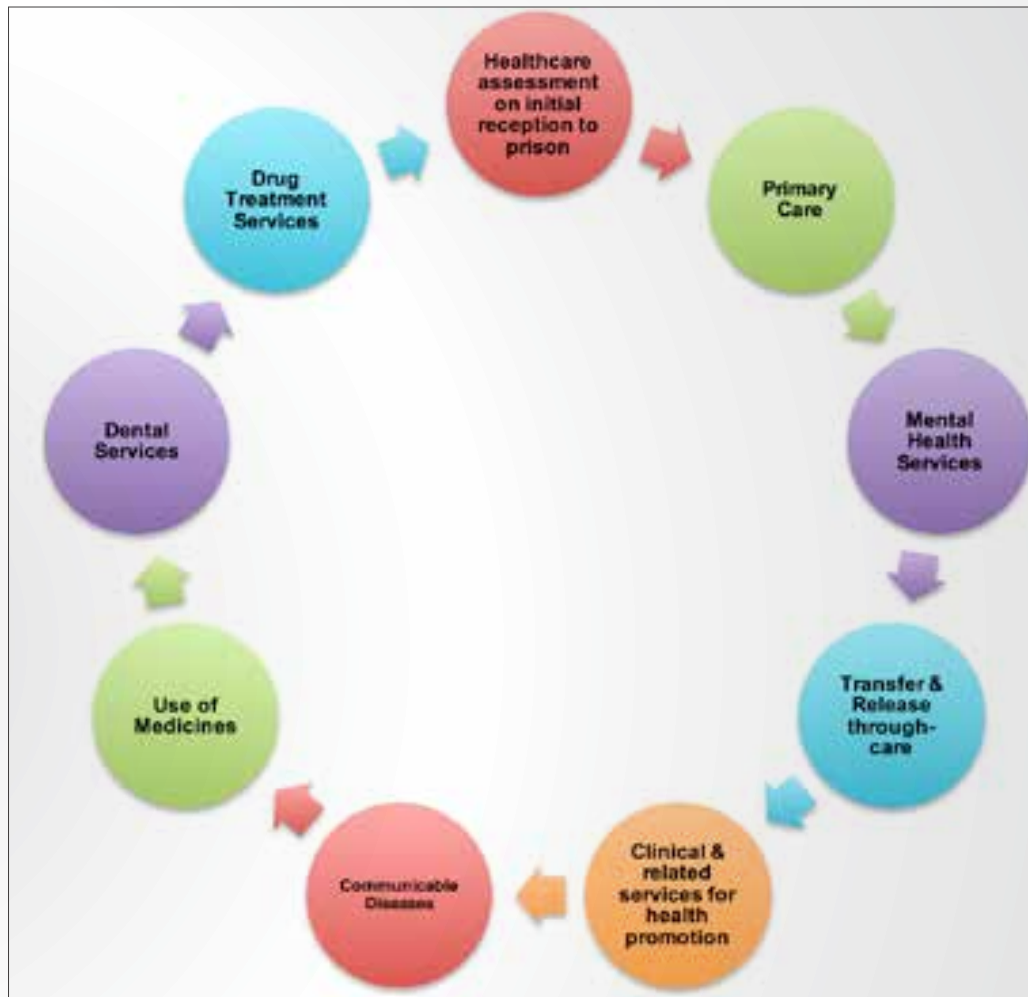 Healthcare
assessment
on initial
reception to
prison
Primary
Care
Mental
Health
Services
Transfer &
Release
through-
care
Clinical &
related
services for
health
promotion
Communicable
Diseases
Use of
Medicines
Dental
Services
Drug
Treatment
Services